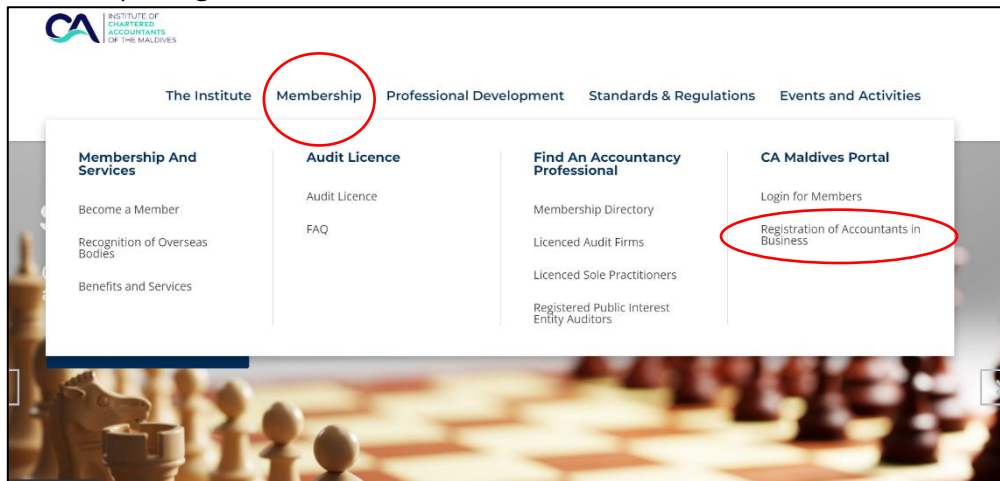 INSTITUTE OF
CHARTERED
ACCOUNTANTS
OF THE MALDIVES
CA
The Institute Membership Professional Development Standards & Regulations Events and Activities
Membership And
Services
Become a Member
Recognition of Overseas
Bodies
Benefits and Services
Audit Licence
Audit Licence
FAQ
Find An Accountancy
Professional
Membership Directory
Licenced Audit Firms
Licenced Sole Practitioners
Registered Public Interest
Entity Auditors
CA Maldives Portal
Login for Members
Registration of Accountants in
Business